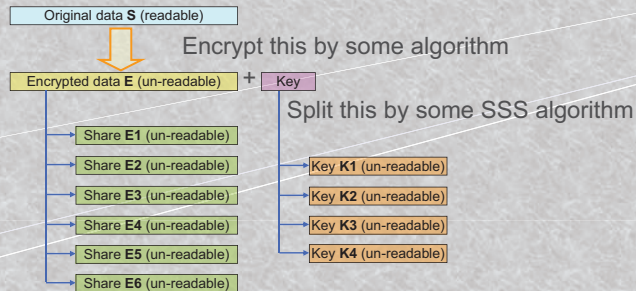 Original data S (readable)
Encrypt this by some algorithm
Encrypted data E (un-readable) + Key
Split this by some SSS algorithm
Share E1 (un-readable)
Share E2 (un-readable)
Share E3 (un-readable)
Share E4 (un-readable)
Share E5 (un-readable)
Share E6 (un-readable)
Key K1 (un-readable)
Key K2 (un-readable)
Key K3 (un-readable)
Key K4 (un-readable)